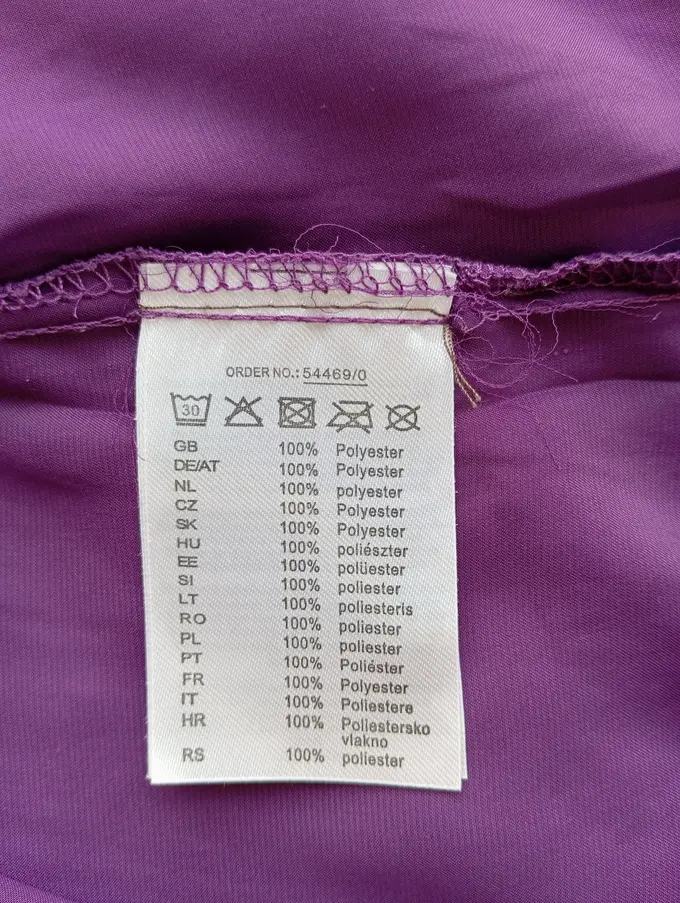 ORDER NO.: 54469/0
30
GB 100% Polyester
DE/AT 100% Polyester
NL 100% polyester
CZ 100% Polyester
SK 100% Polyester
HU 100% poliészter
EE 100% polüester
SI 100% poliester
LT 100% poliesteris
RO 100% poliester
PL 100% poliester
PT 100% Poliéster
FR 100% Polyester
IT 100% Poliestere
HR 100% Poliestersko
vlakno
RS 100% poliester